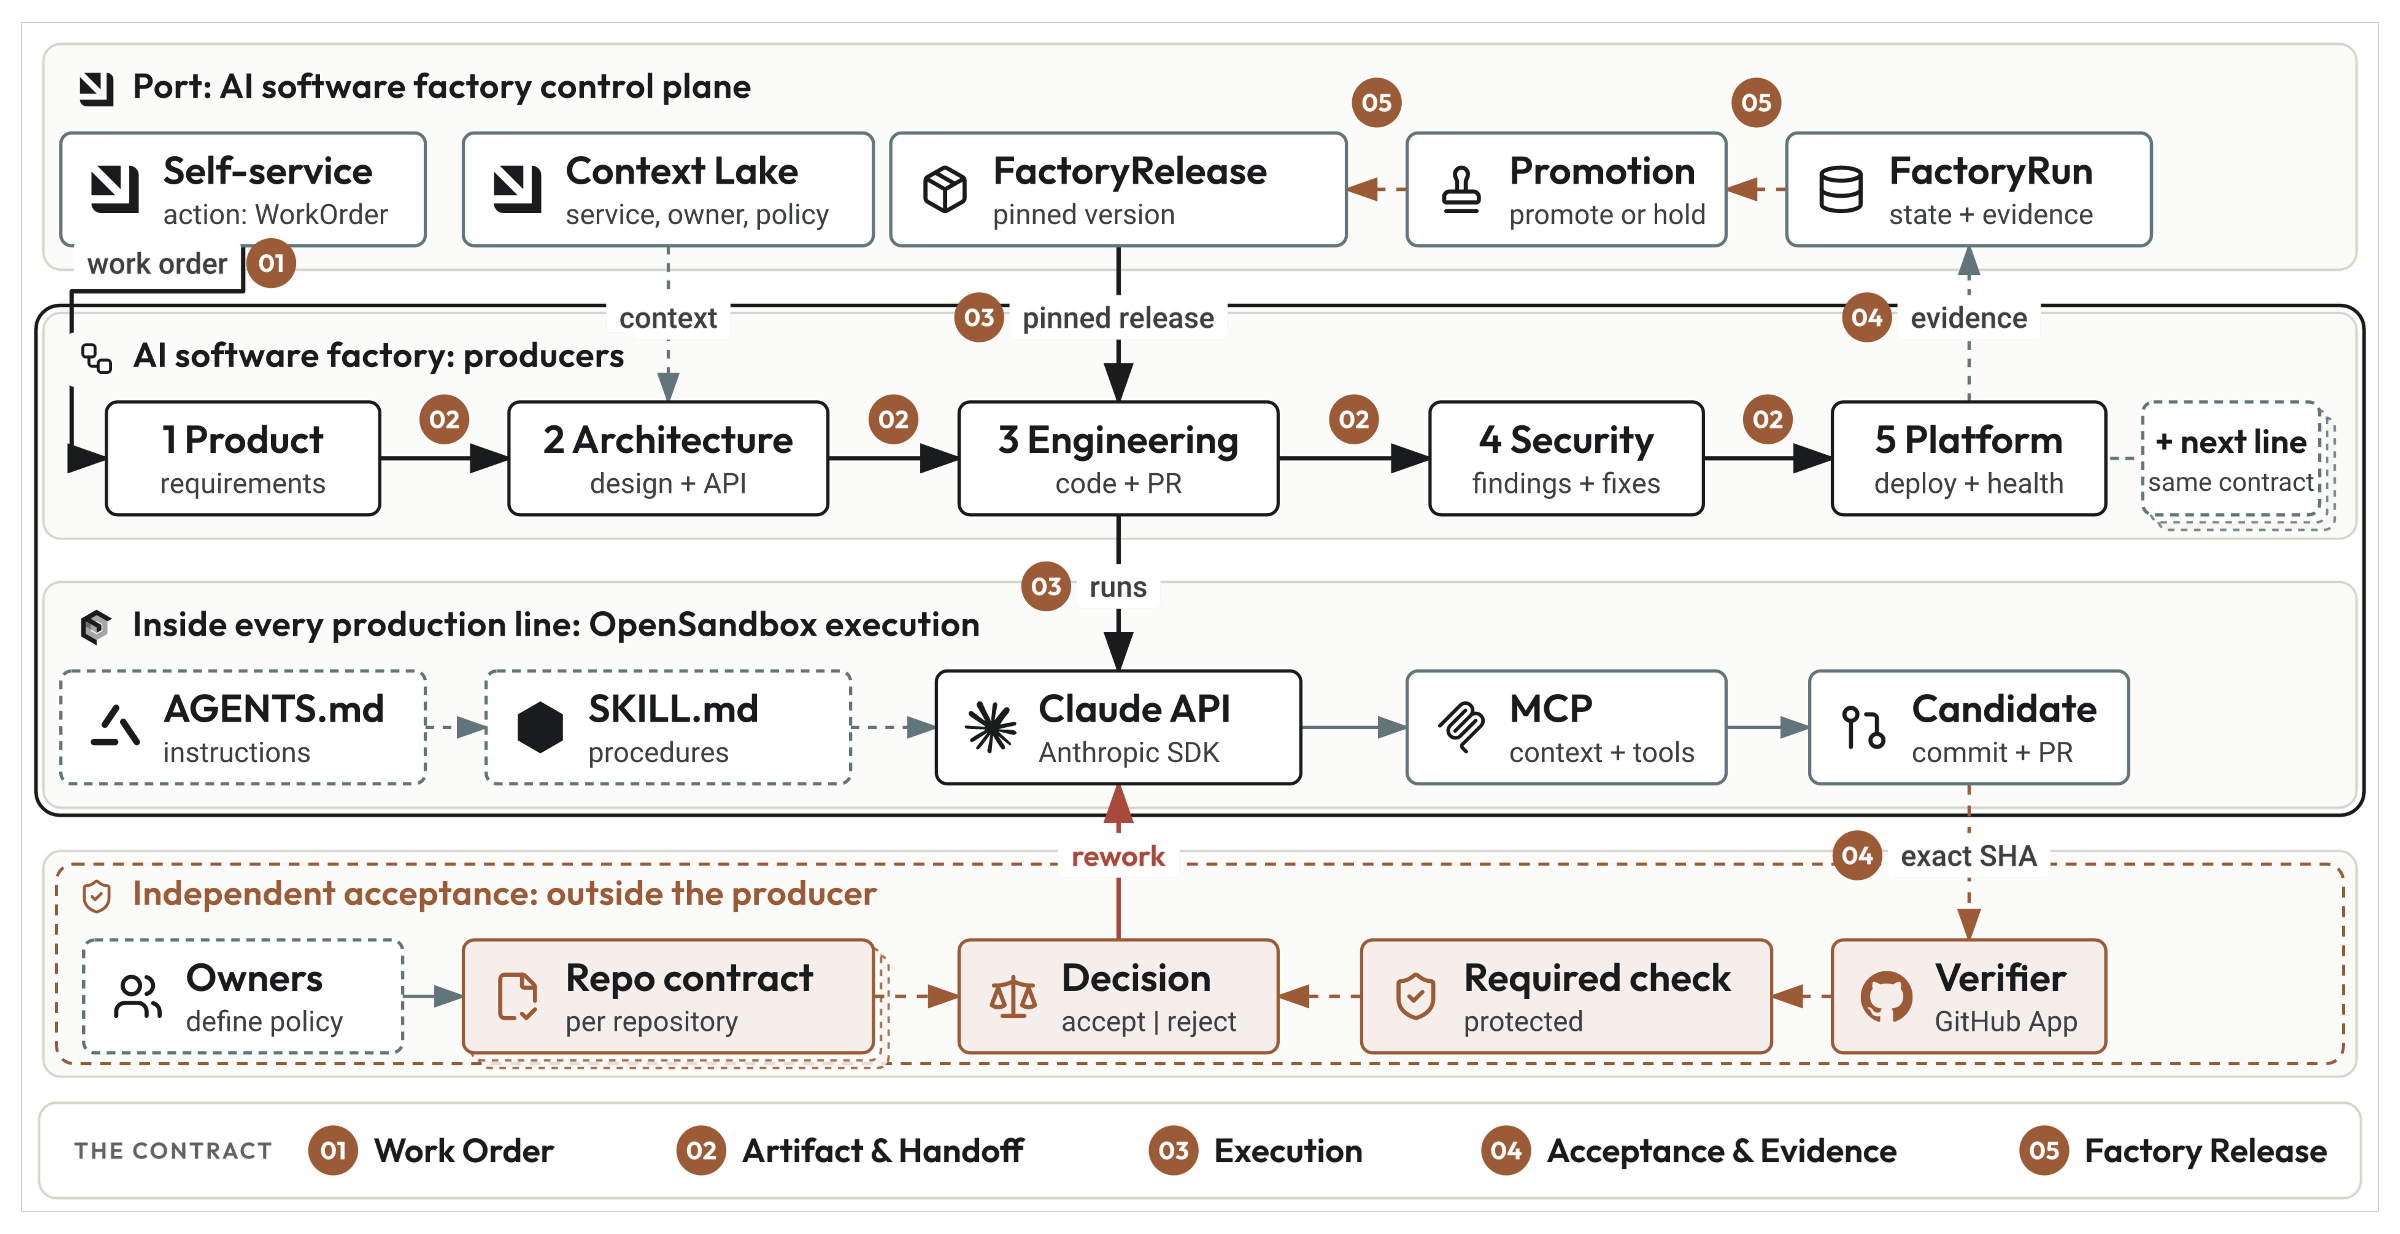 Port: AI software factory control plane
05
05
Self-service
action: WorkOrder
Context Lake
service, owner, policy
FactoryRelease
pinned version
Promotion
promote or hold
FactoryRun
state + evidence
work order
01
context
03
pinned release
04
evidence
AI software factory: producers
1 Product
requirements
02
2 Architecture
design + API
02
3 Engineering
code + PR
02
4 Security
findings + fixes
02
5 Platform
deploy + health
+ next line
same contract
03
runs
Inside every production line: OpenSandbox execution
AGENTS.md
instructions
SKILL.md
procedures
Claude API
Anthropic SDK
MCP
context + tools
Candidate
commit + PR
rework
04
exact SHA
Independent acceptance: outside the producer
Owners
define policy
Repo contract
per repository
Decision
accept | reject
Required check
protected
Verifier
GitHub App
THE CONTRACT
01 Work Order
02 Artifact & Handoff
03 Execution
04 Acceptance & Evidence
05 Factory Release